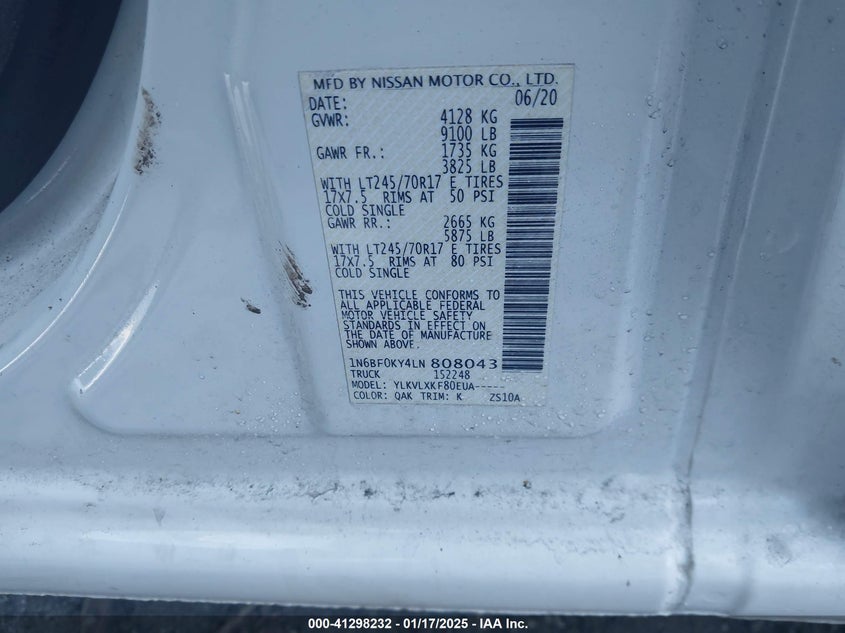 MFD BY NISSAN MOTOR CO., LTD.
DATE: 06/20
GVWR: 4128 KG
9100 LB
GAWR FR.: 1735 KG
3825 LB
WITH LT245/70R17 E TIRES
17X7.5 RIMS AT 50 PSI
COLD SINGLE
GAWR RR.: 2665 KG
5875 LB
WITH LT245/70R17 E TIRES
17X7.5 RIMS AT 80 PSI
COLD SINGLE
THIS VEHICLE CONFORMS TO
ALL APPLICABLE FEDERAL
MOTOR VEHICLE SAFETY
STANDARDS IN EFFECT ON
THE DATE OF MANUFACTURE
SHOWN ABOVE.
1N6BF0KY4LN 808043
TRUCK 152248
MODEL: YLKVLXKF80EUA-----
COLOR: QAK TRIM: K ZS10A
000-41298232 - 01/17/2025 - IAA Inc.